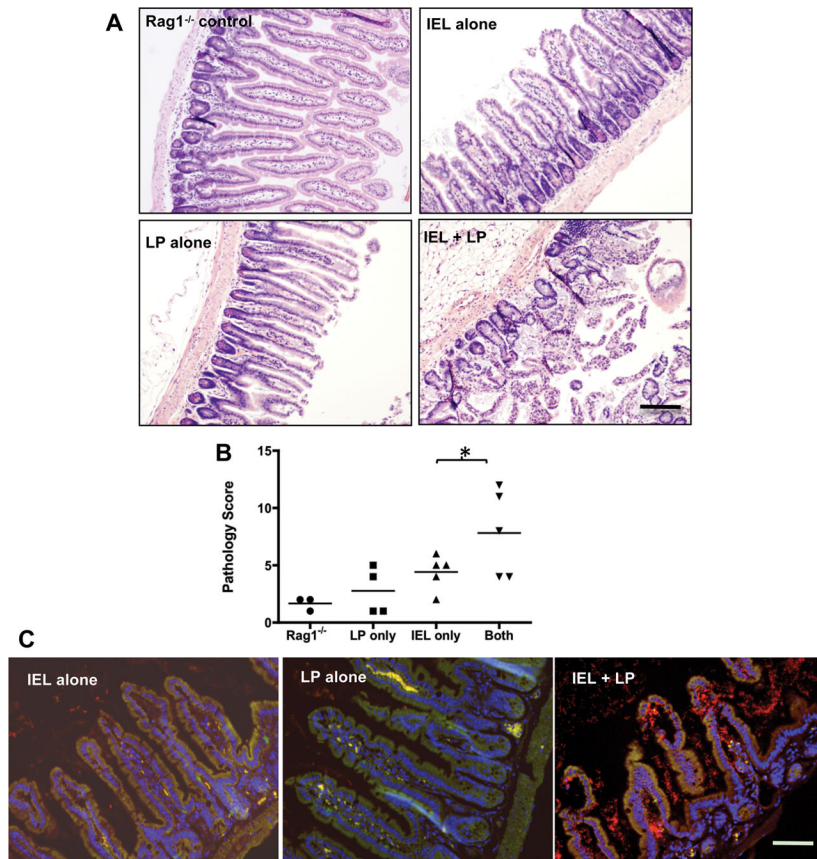 A
Rag1-/- control
IEL alone
LP alone
IEL + LP
B
*
Pathology Score
15
10
5
0
Rag1-/-
LP only
IEL only
Both
C
IEL alone
LP alone
IEL + LP